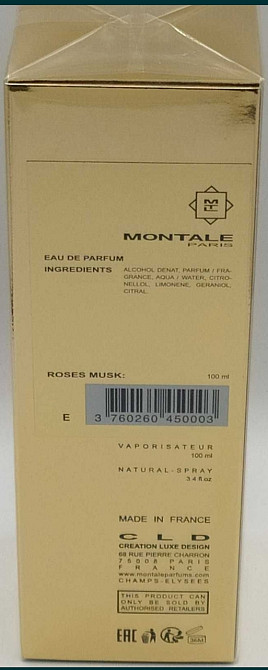 MONTALE
PARIS
EAU DE PARFUM
INGREDIENTS
ALCOHOL DENAT, PARFUM / FRA-
GRANCE, AQUA / WATER, CITRO-
NELLOL, LIMONENE, GERANIOL,
CITRAL.
ROSES MUSK: 100 ml
E 3 760260 450003
VAPORISATEUR
100 ml
NATURAL-SPRAY
3.4 fl.oz
MADE IN FRANCE
CLD
CREATION LUXE DESIGN
68 RUE PIERRE CHARRON
75008 PARIS
FRANCE
www.montaleparfums.com
CHAMPS-ELYSEES
THIS PRODUCT CAN
ONLY BE SOLD BY
AUTHORISED RETAILERS
EAC